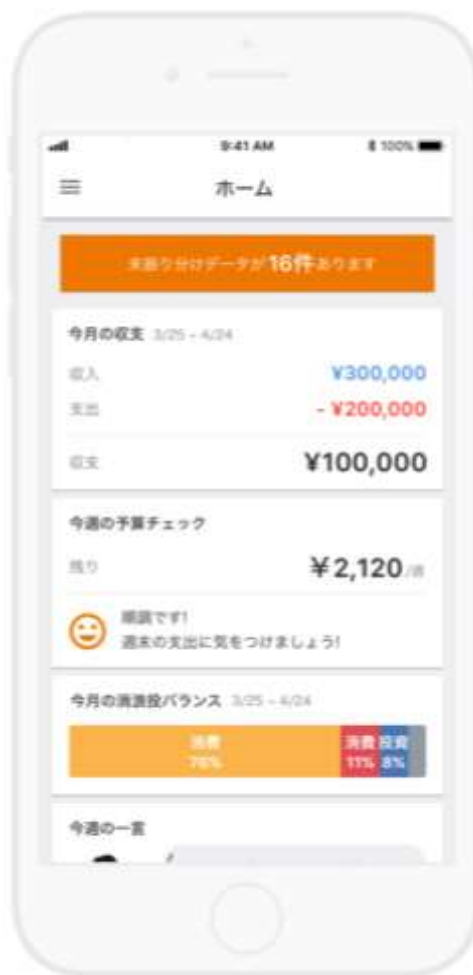 9:41 AM
100%
ホーム
未振り分けデータが16件あります
今月の収支 3/25 - 4/24
収入 ¥300,000
支出 - ¥200,000
収支 ¥100,000
今週の予算チェック
残り ¥2,120 /週
順調です!
週末の支出に気をつけましょう!
今月の消浪投バランス 3/25 - 4/24
消費 浪費 投資
76% 11% 8%
今週の一言